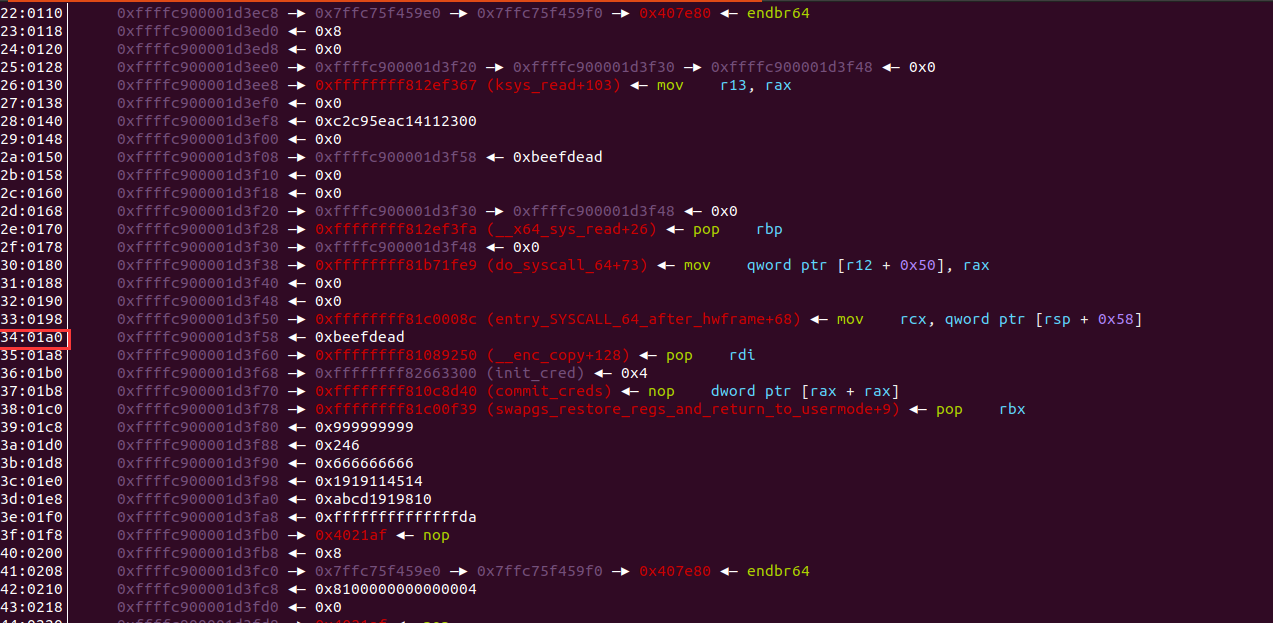 22:0110│ 0xffffc900001d3ec8 —▸ 0x7ffc75f459e0 —▸ 0x7ffc75f459f0 —▸ 0x407e80 ◂— endbr64
23:0118│ 0xffffc900001d3ed0 ◂— 0x8
24:0120│ 0xffffc900001d3ed8 ◂— 0x0
25:0128│ 0xffffc900001d3ee0 —▸ 0xffffc900001d3f20 —▸ 0xffffc900001d3f30 —▸ 0xffffc900001d3f48 ◂— 0x0
26:0130│ 0xffffc900001d3ee8 —▸ 0xffffffff812ef367 (ksys_read+103) ◂— mov r13, rax
27:0138│ 0xffffc900001d3ef0 ◂— 0x0
28:0140│ 0xffffc900001d3ef8 ◂— 0xc2c95eac14112300
29:0148│ 0xffffc900001d3f00 ◂— 0x0
2a:0150│ 0xffffc900001d3f08 —▸ 0xffffc900001d3f58 ◂— 0xbeefdead
2b:0158│ 0xffffc900001d3f10 ◂— 0x0
2c:0160│ 0xffffc900001d3f18 ◂— 0x0
2d:0168│ 0xffffc900001d3f20 —▸ 0xffffc900001d3f30 —▸ 0xffffc900001d3f48 ◂— 0x0
2e:0170│ 0xffffc900001d3f28 —▸ 0xffffffff812ef3fa (__x64_sys_read+26) ◂— pop rbp
2f:0178│ 0xffffc900001d3f30 —▸ 0xffffc900001d3f48 ◂— 0x0
30:0180│ 0xffffc900001d3f38 —▸ 0xffffffff81b71fe9 (do_syscall_64+73) ◂— mov qword ptr [r12 + 0x50], rax
31:0188│ 0xffffc900001d3f40 ◂— 0x0
32:0190│ 0xffffc900001d3f48 ◂— 0x0
33:0198│ 0xffffc900001d3f50 —▸ 0xffffffff81c0008c (entry_SYSCALL_64_after_hwframe+68) ◂— mov rcx, qword ptr [rsp + 0x58]
34:01a0│ 0xffffc900001d3f58 ◂— 0xbeefdead
35:01a8│ 0xffffc900001d3f60 —▸ 0xffffffff81089250 (__enc_copy+128) ◂— pop rdi
36:01b0│ 0xffffc900001d3f68 —▸ 0xffffffff82663300 (init_cred) ◂— 0x4
37:01b8│ 0xffffc900001d3f70 —▸ 0xffffffff810c8d40 (commit_creds) ◂— nop dword ptr [rax + rax]
38:01c0│ 0xffffc900001d3f78 —▸ 0xffffffff81c00f39 (swapgs_restore_regs_and_return_to_usermode+9) ◂— pop rbx
39:01c8│ 0xffffc900001d3f80 ◂— 0x999999999
3a:01d0│ 0xffffc900001d3f88 ◂— 0x246
3b:01d8│ 0xffffc900001d3f90 ◂— 0x666666666
3c:01e0│ 0xffffc900001d3f98 ◂— 0x1919114514
3d:01e8│ 0xffffc900001d3fa0 ◂— 0xabcd1919810
3e:01f0│ 0xffffc900001d3fa8 ◂— 0xffffffffffffffda
3f:01f8│ 0xffffc900001d3fb0 —▸ 0x4021af ◂— nop
40:0200│ 0xffffc900001d3fb8 ◂— 0x8
41:0208│ 0xffffc900001d3fc0 —▸ 0x7ffc75f459e0 —▸ 0x7ffc75f459f0 —▸ 0x407e80 ◂— endbr64
42:0210│ 0xffffc900001d3fc8 ◂— 0x8100000000000004
43:0218│ 0xffffc900001d3fd0 ◂— 0x0